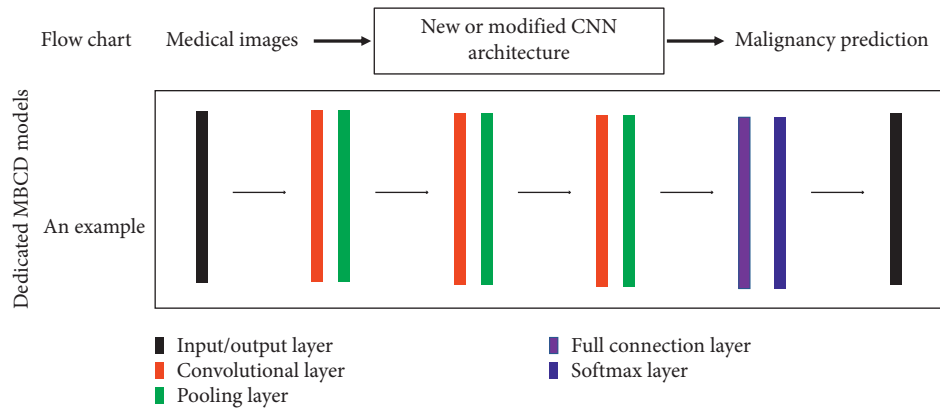 Flow chart
Medical images
New or modified CNN
architecture
Malignancy prediction
Dedicated MBCD models
An example
Input/output layer
Convolutional layer
Pooling layer
Full connection layer
Softmax layer